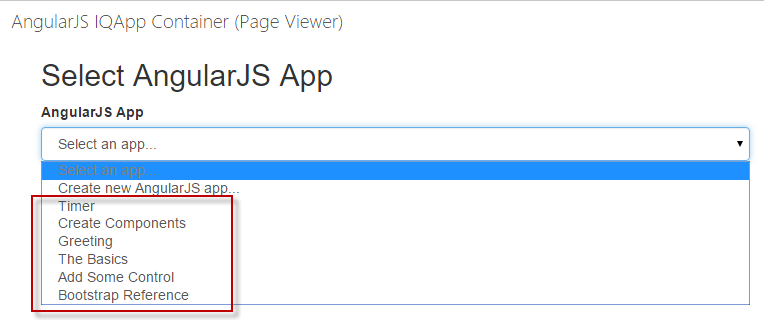 AngularJS IQApp Container (Page Viewer)
Select AngularJS App
AngularJS App
Select an app...
Select an app...
Create new AngularJS app...
Timer
Create Components
Greeting
The Basics
Add Some Control
Bootstrap Reference